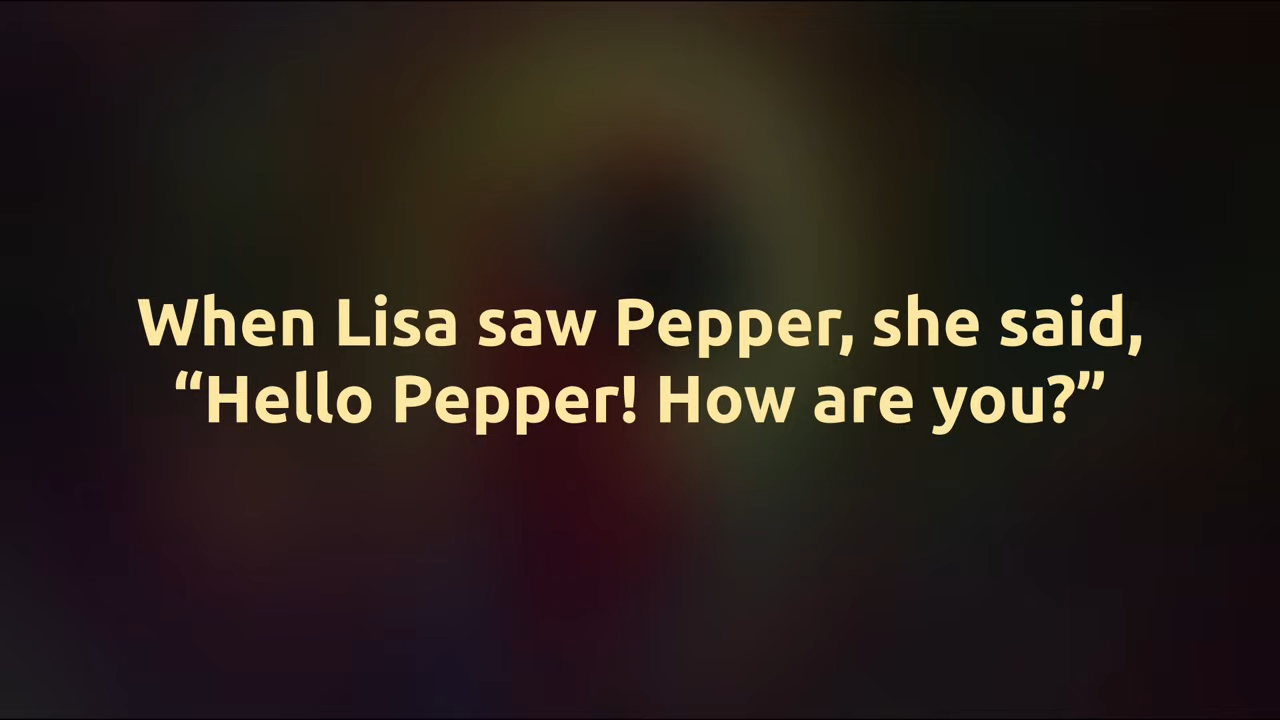 When Lisa saw Pepper, she said,
“Hello Pepper! How are you?”